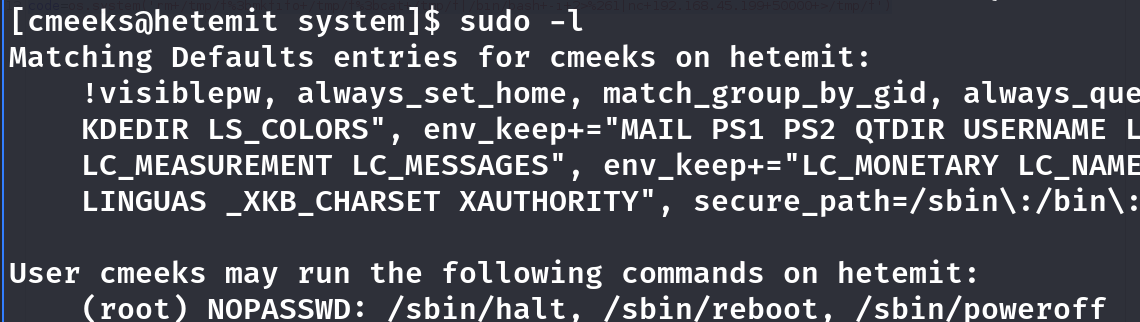 [cmeeks@hetemit system]$ sudo -l
Matching Defaults entries for cmeeks on hetemit:
    !visiblepw, always_set_home, match_group_by_gid, always_que
    KDEDIR LS_COLORS", env_keep+="MAIL PS1 PS2 QTDIR USERNAME L
    LC_MEASUREMENT LC_MESSAGES", env_keep+="LC_MONETARY LC_NAME
    LINGUAS _XKB_CHARSET XAUTHORITY", secure_path=/sbin\:/bin\:
User cmeeks may run the following commands on hetemit:
    (root) NOPASSWD: /sbin/halt, /sbin/reboot, /sbin/poweroff